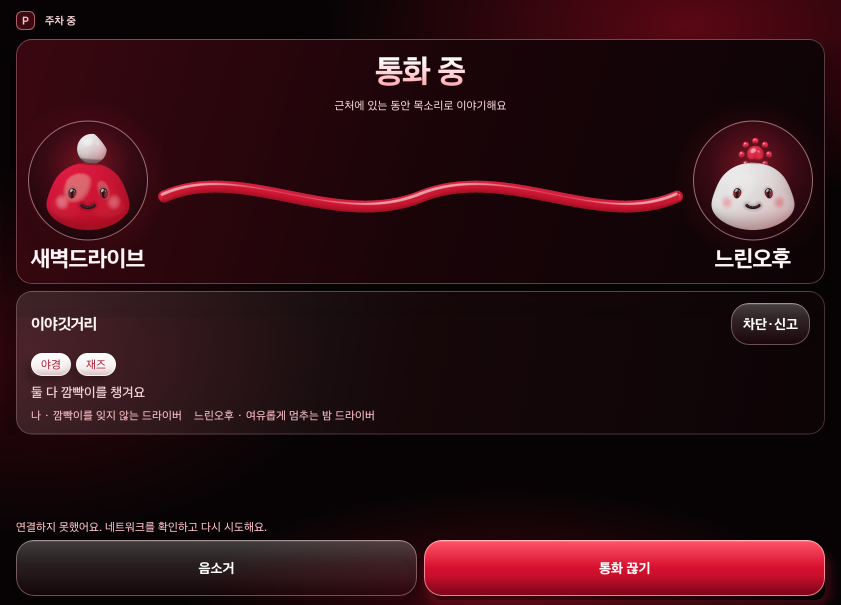 P 주차 중
통화 중
근처에 있는 동안 목소리로 이야기해요
새벽드라이브
느린오후
이야깃거리
차단·신고
야경 재즈
둘 다 깜빡이를 챙겨요
나 · 깜빡이를 잊지 않는 드라이버 느린오후 · 여유롭게 멈추는 밤 드라이버
연결하지 못했어요. 네트워크를 확인하고 다시 시도해요.
음소거
통화 끊기